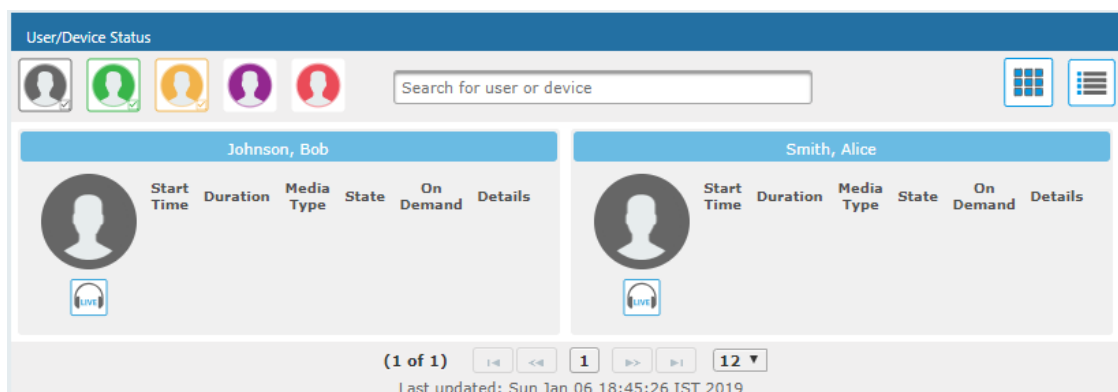 User/Device Status
Search for user or device
Johnson, Bob
Start Time Duration Media Type State On Demand Details
LIVE
Smith, Alice
Start Time Duration Media Type State On Demand Details
LIVE
(1 of 1) 1 12
Last updated: Sun Jan 06 18:45:26 IST 2019